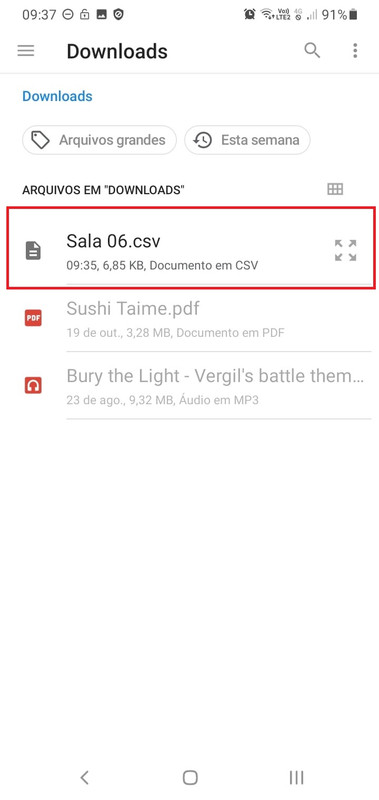 09:37 Vo)) LTE2 4G 91%
Downloads
Downloads
Arquivos grandes
Esta semana
ARQUIVOS EM "DOWNLOADS"
Sala 06.csv
09:35, 6,85 KB, Documento em CSV
PDF
Sushi Taime.pdf
19 de out., 3,28 MB, Documento em PDF
Bury the Light - Vergil's battle them...
23 de ago., 9,32 MB, Áudio em MP3